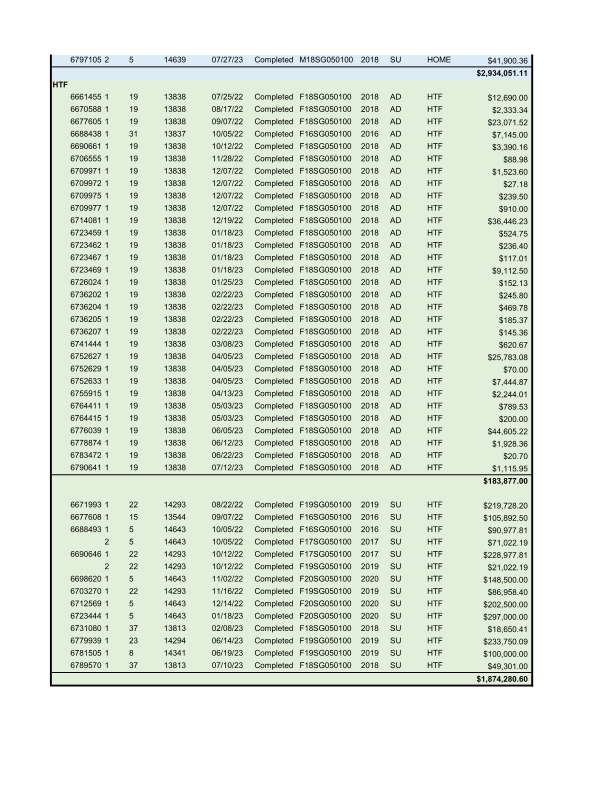 6797105 2 5 14639 07/27/23 Completed M18SG050100 2018 SU HOME $41,900.36
$2,934,051.11
HTF
6661455 1 19 13838 07/25/22 Completed F18SG050100 2018 AD HTF $12,690.00
6670588 1 19 13838 08/17/22 Completed F18SG050100 2018 AD HTF $2,333.34
6677605 1 19 13838 09/07/22 Completed F18SG050100 2018 AD HTF $23,071.52
6688438 1 31 13837 10/05/22 Completed F16SG050100 2016 AD HTF $7,145.00
6690661 1 19 13838 10/12/22 Completed F18SG050100 2018 AD HTF $3,390.16
6706555 1 19 13838 11/28/22 Completed F18SG050100 2018 AD HTF $88.98
6709971 1 19 13838 12/07/22 Completed F18SG050100 2018 AD HTF $1,523.60
6709972 1 19 13838 12/07/22 Completed F18SG050100 2018 AD HTF $27.18
6709975 1 19 13838 12/07/22 Completed F18SG050100 2018 AD HTF $239.50
6709977 1 19 13838 12/07/22 Completed F18SG050100 2018 AD HTF $910.00
6714081 1 19 13838 12/19/22 Completed F18SG050100 2018 AD HTF $36,446.23
6723459 1 19 13838 01/18/23 Completed F18SG050100 2018 AD HTF $524.75
6723462 1 19 13838 01/18/23 Completed F18SG050100 2018 AD HTF $236.40
6723467 1 19 13838 01/18/23 Completed F18SG050100 2018 AD HTF $117.01
6723469 1 19 13838 01/18/23 Completed F18SG050100 2018 AD HTF $9,112.50
6726024 1 19 13838 01/25/23 Completed F18SG050100 2018 AD HTF $152.13
6736202 1 19 13838 02/22/23 Completed F18SG050100 2018 AD HTF $245.80
6736204 1 19 13838 02/22/23 Completed F18SG050100 2018 AD HTF $469.78
6736205 1 19 13838 02/22/23 Completed F18SG050100 2018 AD HTF $185.37
6736207 1 19 13838 02/22/23 Completed F18SG050100 2018 AD HTF $145.36
6741444 1 19 13838 03/08/23 Completed F18SG050100 2018 AD HTF $620.67
6752627 1 19 13838 04/05/23 Completed F18SG050100 2018 AD HTF $25,783.08
6752629 1 19 13838 04/05/23 Completed F18SG050100 2018 AD HTF $70.00
6752633 1 19 13838 04/05/23 Completed F18SG050100 2018 AD HTF $7,444.87
6755915 1 19 13838 04/13/23 Completed F18SG050100 2018 AD HTF $2,244.01
6764411 1 19 13838 05/03/23 Completed F18SG050100 2018 AD HTF $789.53
6764415 1 19 13838 05/03/23 Completed F18SG050100 2018 AD HTF $200.00
6776039 1 19 13838 06/05/23 Completed F18SG050100 2018 AD HTF $44,605.22
6778874 1 19 13838 06/12/23 Completed F18SG050100 2018 AD HTF $1,928.36
6783472 1 19 13838 06/22/23 Completed F18SG050100 2018 AD HTF $20.70
6790641 1 19 13838 07/12/23 Completed F18SG050100 2018 AD HTF $1,115.95
$183,877.00
6671993 1 22 14293 08/22/22 Completed F19SG050100 2019 SU HTF $219,728.20
6677608 1 15 13544 09/07/22 Completed F16SG050100 2016 SU HTF $105,892.50
6688493 1 5 14643 10/05/22 Completed F16SG050100 2016 SU HTF $90,977.81
2 5 14643 10/05/22 Completed F17SG050100 2017 SU HTF $71,022.19
6690646 1 22 14293 10/12/22 Completed F17SG050100 2017 SU HTF $228,977.81
2 22 14293 10/12/22 Completed F19SG050100 2019 SU HTF $21,022.19
6698620 1 5 14643 11/02/22 Completed F20SG050100 2020 SU HTF $148,500.00
6703270 1 22 14293 11/16/22 Completed F19SG050100 2019 SU HTF $86,958.40
6712569 1 5 14643 12/14/22 Completed F20SG050100 2020 SU HTF $202,500.00
6723444 1 5 14643 01/18/23 Completed F20SG050100 2020 SU HTF $297,000.00
6731080 1 37 13813 02/08/23 Completed F18SG050100 2018 SU HTF $18,650.41
6779939 1 23 14294 06/14/23 Completed F19SG050100 2019 SU HTF $233,750.09
6781505 1 8 14341 06/19/23 Completed F19SG050100 2019 SU HTF $100,000.00
6789570 1 37 13813 07/10/23 Completed F18SG050100 2018 SU HTF $49,301.00
$1,874,280.60